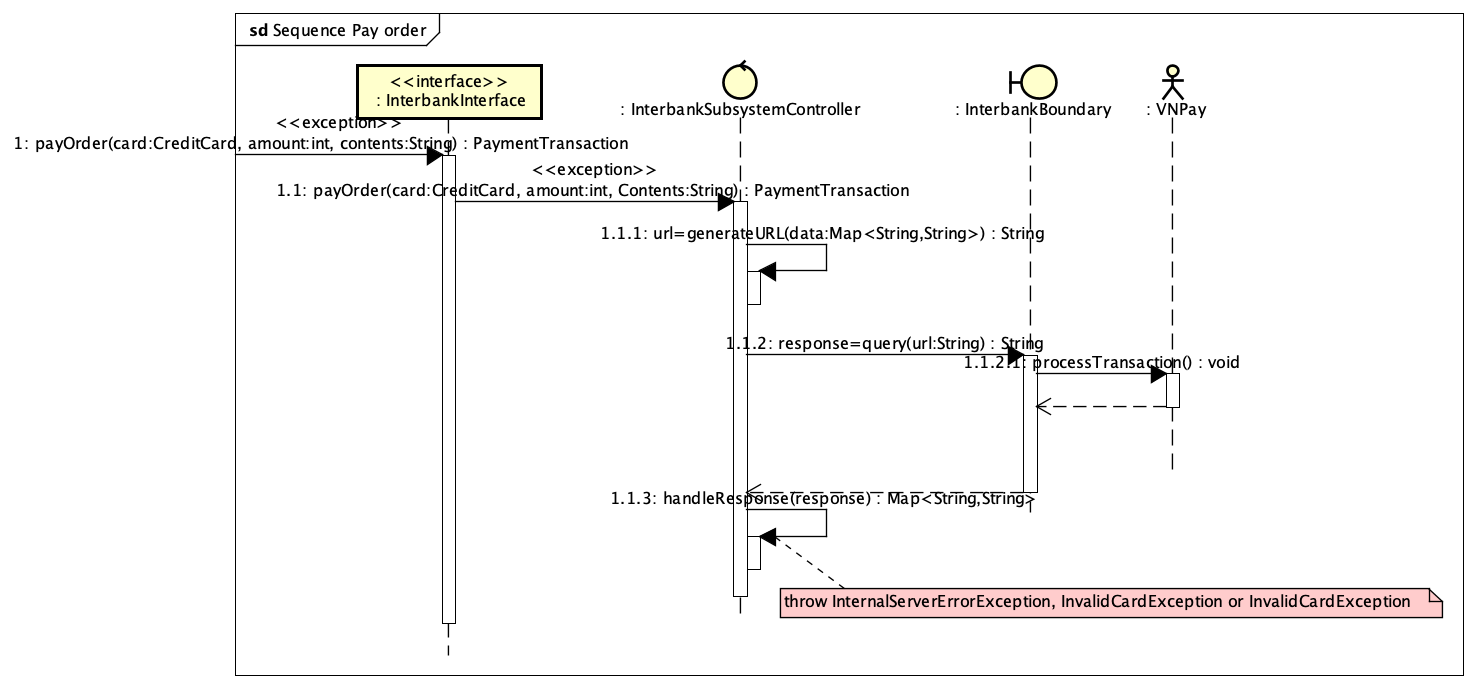 sd Sequence Pay order
<<interface>>
: InterbankInterface
: InterbankSubsystemController
: InterbankBoundary
: VNPay
<<exception>>
1: payOrder(card:CreditCard, amount:int, contents:String) : PaymentTransaction
<<exception>>
1.1: payOrder(card:CreditCard, amount:int, Contents:String) : PaymentTransaction
1.1.1: url=generateURL(data:Map<String,String>) : String
1.1.2: response=query(url:String) : String
1.1.2.1: processTransaction() : void
1.1.3: handleResponse(response) : Map<String,String>
throw InternalServerErrorException, InvalidCardException or InvalidCardException